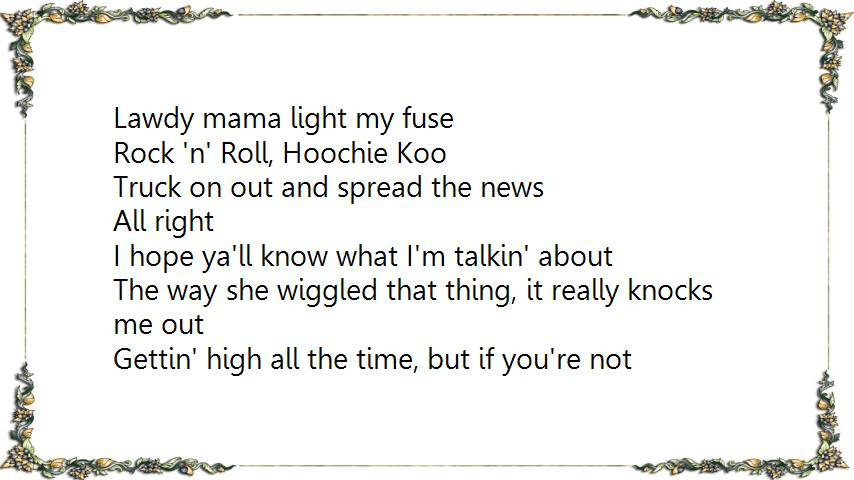 Lawdy mama light my fuse
Rock 'n' Roll, Hoochie Koo
Truck on out and spread the news
All right
I hope ya'll know what I'm talkin' about
The way she wiggled that thing, it really knocks
me out
Gettin' high all the time, but if you're not